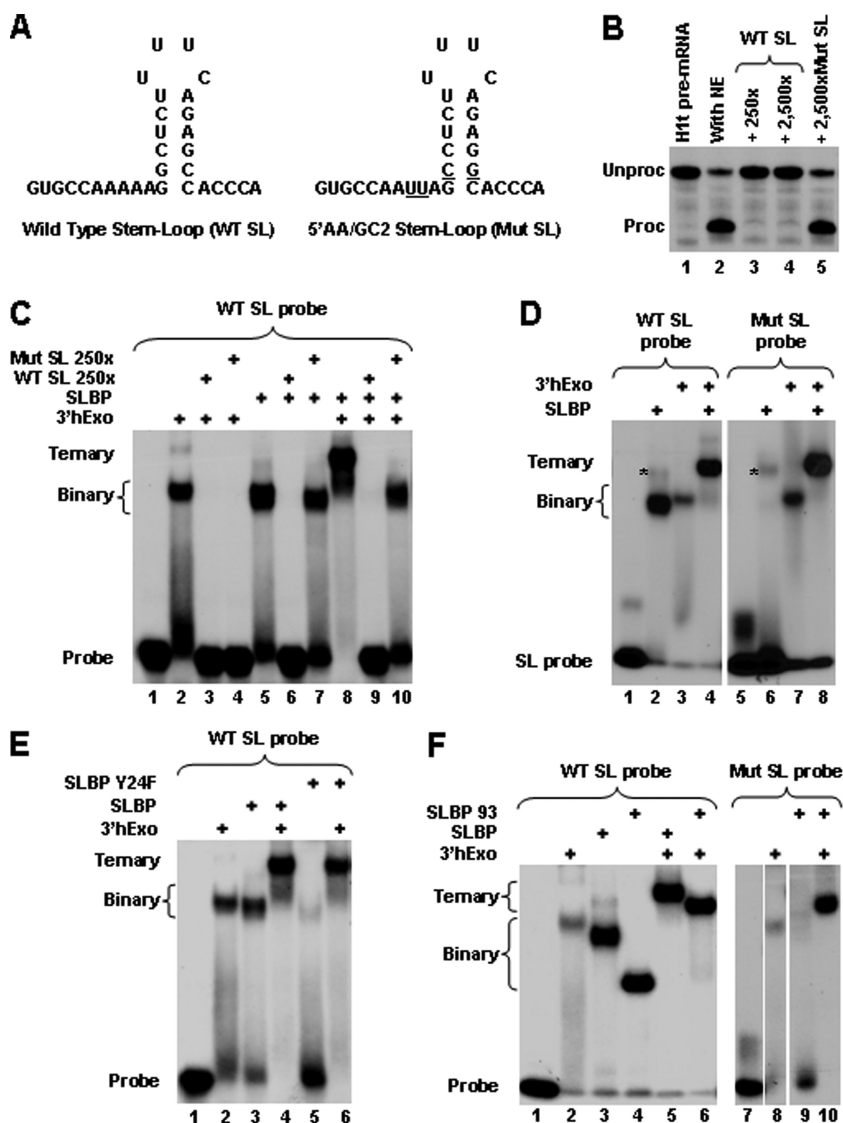 A
U U
U C
U A
C G
U A
C G
G C
GUGCCAAAAAG C ACCCA
Wild Type Stem-Loop (WT SL)
U U
U C
U A
C G
U A
C G
C G
GUGCCAAUUAG C ACCCA
5'AA/GC2 Stem-Loop (Mut SL)
B
WT SL
H1t pre-mRNA
With NE
+ 250x
+ 2,500x
+ 2,500xMut SL
Unproc
Proc
1 2 3 4 5
C
WT SL probe
Mut SL 250x + + +
WT SL 250x + + +
SLBP + + + + + +
3'hExo + + + + + +
Ternary
Binary
Probe
1 2 3 4 5 6 7 8 9 10
D
WT SL probe
Mut SL probe
3'hExo + + + +
SLBP + + + +
Ternary
* *
Binary
SL probe
1 2 3 4 5 6 7 8
E
WT SL probe
SLBP Y24F + +
SLBP + +
3'hExo + + +
Ternary
Binary
Probe
1 2 3 4 5 6
F
WT SL probe Mut SL probe
SLBP 93 + + + +
SLBP + +
3'hExo + + + + +
Ternary
Binary
Probe
1 2 3 4 5 6 7 8 9 10